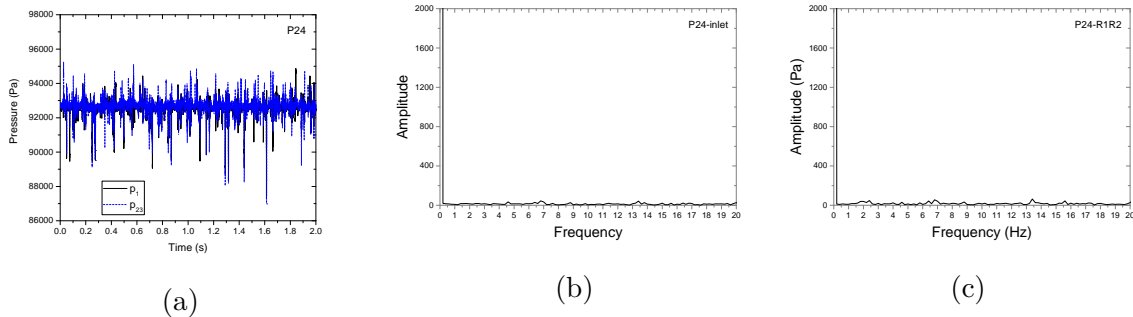 98000
96000
94000
92000
90000
88000
86000
Pressure (Pa)
P24
p1
p23
0.0 0.2 0.4 0.6 0.8 1.0 1.2 1.4 1.6 1.8 2.0
Time (s)
(a)
2000
1600
1200
800
400
0
Amplitude
P24-inlet
0 1 2 3 4 5 6 7 8 9 10 11 12 13 14 15 16 17 18 19 20
Frequency
(b)
2000
1600
1200
800
400
0
Amplitude (Pa)
P24-R1R2
0 1 2 3 4 5 6 7 8 9 10 11 12 13 14 15 16 17 18 19 20
Frequency (Hz)
(c)